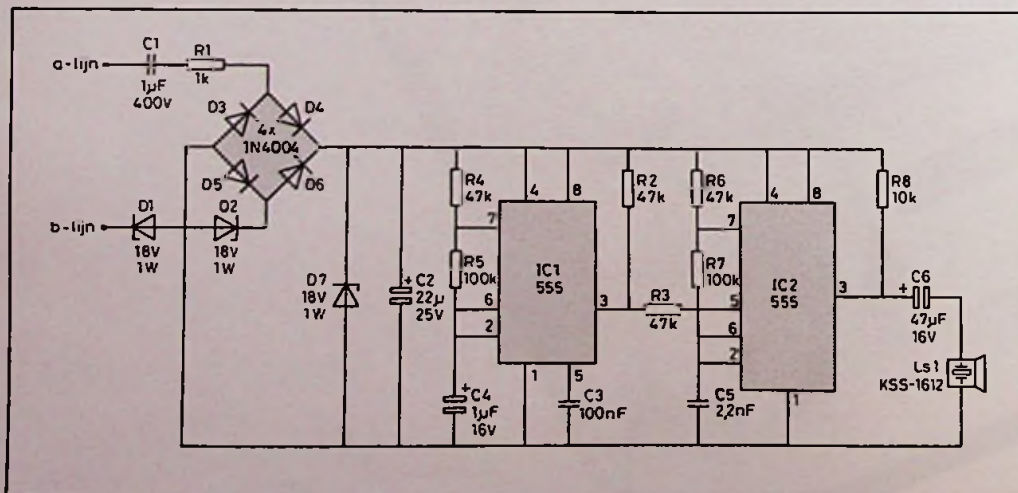 a-lijn
C1
1µF
400V
R1
1k
D3
D4
4x
1N4004
D5
D6
b-lijn
D1
18V
1W
D2
18V
1W
D7
18V
1W
C2
22µ
25V
+
R4
47k
7
R5
100k
6
2
C4
1µF
16V
+
4
8
IC1
555
3
1
5
C3
100nF
R2
47k
R3
47k
R6
47k
7
R7
100k
5
6
2
C5
2,2nF
4
8
IC2
555
3
1
R8
10k
C6
47µF
16V
+
Ls1
KSS-1612